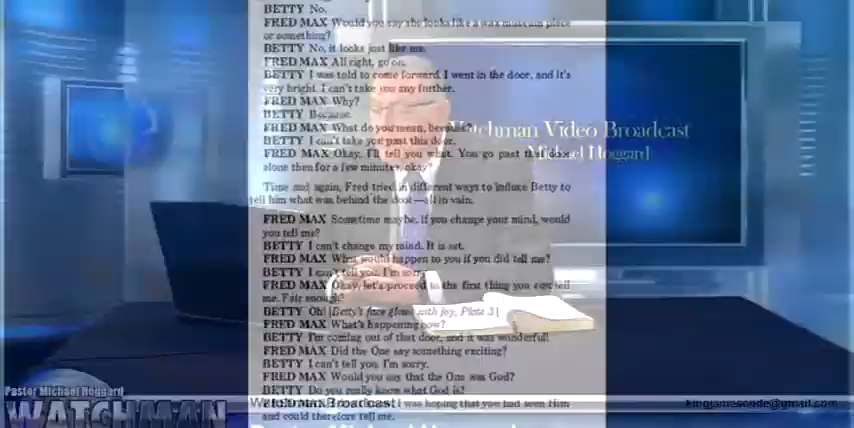 BETTY No.
FRED MAX Would you say she looks like a wax museum piece
or something?
BETTY No, it looks just like me.
FRED MAX All right, go on.
BETTY I was told to come forward. I went in the door, and it's
very bright. I can't take you any further.
FRED MAX Why?
BETTY Because.
FRED MAX What do you mean, because?
BETTY I can't take you past this door.
FRED MAX Okay, I'll tell you what. You go past that door
alone then for a few minutes, okay?
Time and again, Fred tried in different ways to induce Betty to
tell him what was behind the door—all in vain.
FRED MAX Sometime maybe, if you change your mind, would
you tell me?
BETTY I can't change my mind. It is set.
FRED MAX What would happen to you if you did tell me?
BETTY I can't tell you. I'm sorry.
FRED MAX Okay, let's proceed to the first thing you can tell
me. Fair enough?
BETTY Oh! [Betty's face glows with joy, Plate 3]
FRED MAX What's happening now?
BETTY I'm coming out of that door, and it was wonderful!
FRED MAX Did the One say something exciting?
BETTY I can't tell you. I'm sorry.
FRED MAX Would you say that the One was God?
BETTY Do you really know what God is?
I was hoping that you had seen Him
and could therefore tell me.
Watchman Video Broadcast
Michael Hoggard
Pastor Michael Hoggard
WATCHMAN
Broadcast
kingjamescode@gmail.com